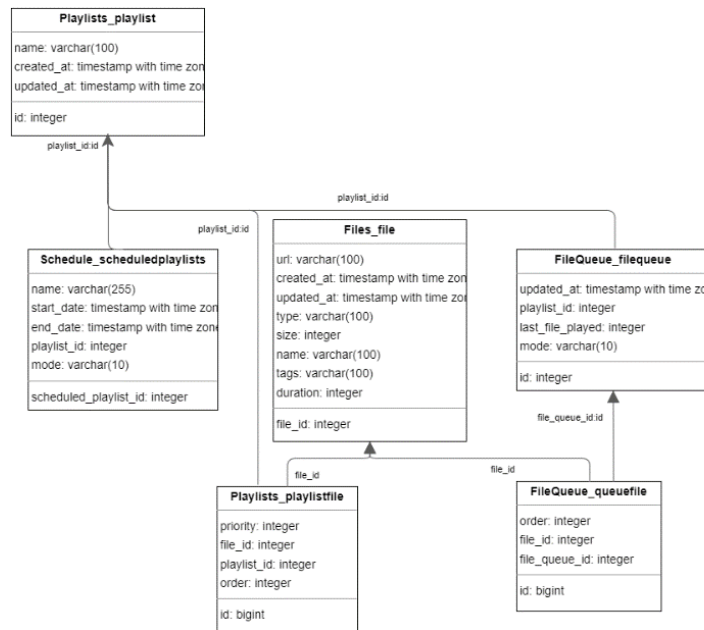 Playlists_playlist
name: varchar(100)
created_at: timestamp with time zon
updated_at: timestamp with time zon
id: integer
playlist_id:id
playlist_id:id
playlist_id:id
Schedule_scheduledplaylists
name: varchar(255)
start_date: timestamp with time zon
end_date: timestamp with time zone
playlist_id: integer
mode: varchar(10)
scheduled_playlist_id: integer
Files_file
url: varchar(100)
created_at: timestamp with time zon
updated_at: timestamp with time zon
type: varchar(100)
size: integer
name: varchar(100)
tags: varchar(100)
duration: integer
file_id: integer
FileQueue_filequeue
updated_at: timestamp with time zo
playlist_id: integer
last_file_played: integer
mode: varchar(10)
id: integer
file_queue_id:id
file_id
file_id
Playlists_playlistfile
priority: integer
file_id: integer
playlist_id: integer
order: integer
id: bigint
FileQueue_queuefile
order: integer
file_id: integer
file_queue_id: integer
id: bigint